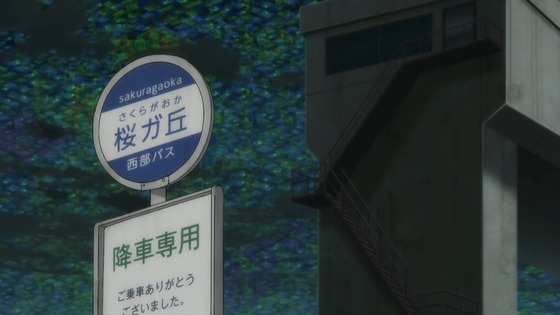 sakuragaoka
さくらがおか
桜ガ丘
西部バス
降車専用
ご乗車ありがとう
ございました。